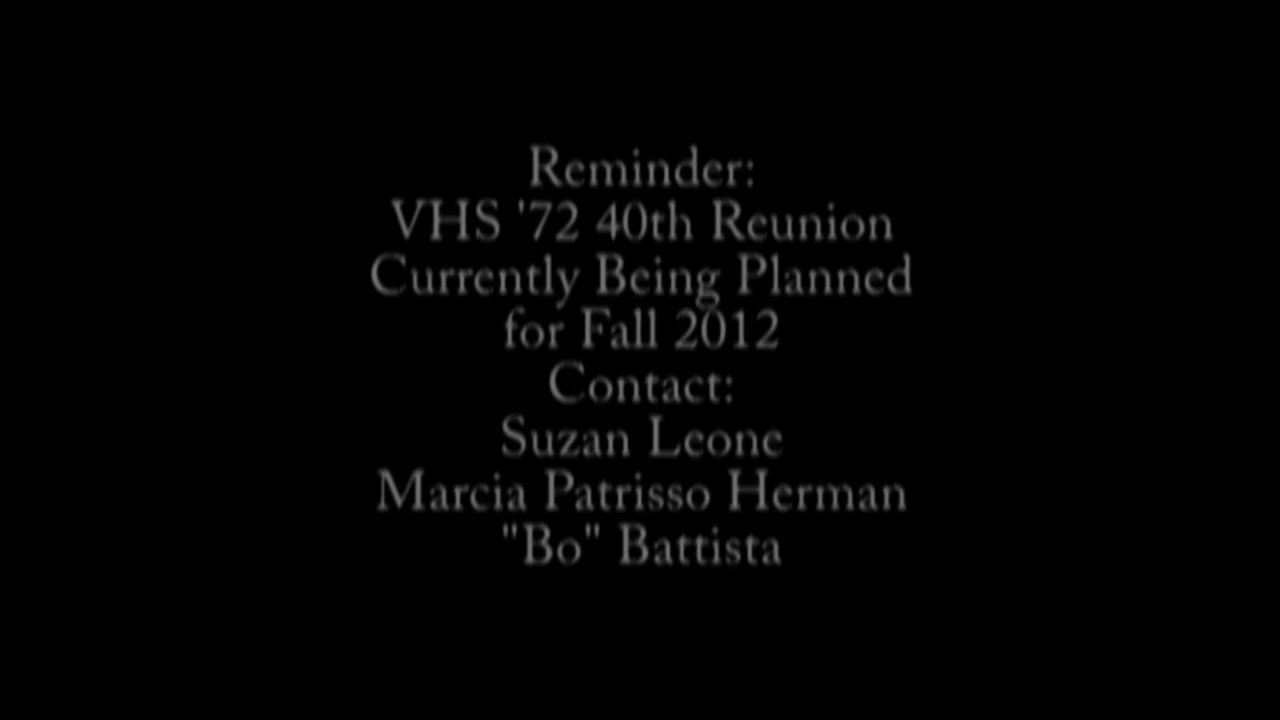 Reminder:
VHS '72 40th Reunion
Currently Being Planned
for Fall 2012
Contact:
Suzan Leone
Marcia Patrisso Herman
"Bo" Battista